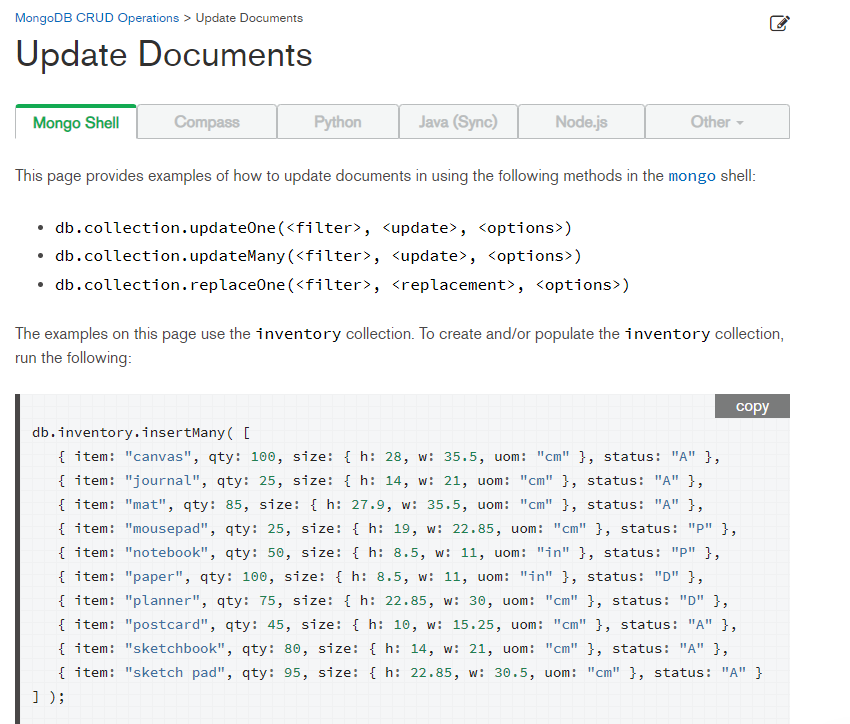 MongoDB CRUD Operations > Update Documents
Update Documents
Mongo Shell Compass Python Java (Sync) Node.js Other
This page provides examples of how to update documents in using the following methods in the mongo shell:
• db.collection.updateOne(<filter>, <update>, <options>)
• db.collection.updateMany(<filter>, <update>, <options>)
• db.collection.replaceOne(<filter>, <replacement>, <options>)
The examples on this page use the inventory collection. To create and/or populate the inventory collection,
run the following:
copy
db.inventory.insertMany( [
   { item: "canvas", qty: 100, size: { h: 28, w: 35.5, uom: "cm" }, status: "A" },
   { item: "journal", qty: 25, size: { h: 14, w: 21, uom: "cm" }, status: "A" },
   { item: "mat", qty: 85, size: { h: 27.9, w: 35.5, uom: "cm" }, status: "A" },
   { item: "mousepad", qty: 25, size: { h: 19, w: 22.85, uom: "cm" }, status: "P" },
   { item: "notebook", qty: 50, size: { h: 8.5, w: 11, uom: "in" }, status: "P" },
   { item: "paper", qty: 100, size: { h: 8.5, w: 11, uom: "in" }, status: "D" },
   { item: "planner", qty: 75, size: { h: 22.85, w: 30, uom: "cm" }, status: "D" },
   { item: "postcard", qty: 45, size: { h: 10, w: 15.25, uom: "cm" }, status: "A" },
   { item: "sketchbook", qty: 80, size: { h: 14, w: 21, uom: "cm" }, status: "A" },
   { item: "sketch pad", qty: 95, size: { h: 22.85, w: 30.5, uom: "cm" }, status: "A" }
] );